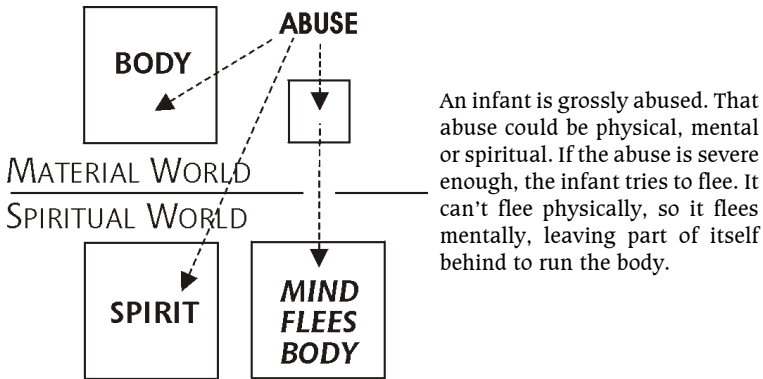 ABUSE
BODY
MATERIAL WORLD
SPIRITUAL WORLD
SPIRIT
MIND
FLEES
BODY
An infant is grossly abused. That
abuse could be physical, mental
or spiritual. If the abuse is severe
enough, the infant tries to flee. It
can't flee physically, so it flees
mentally, leaving part of itself
behind to run the body.